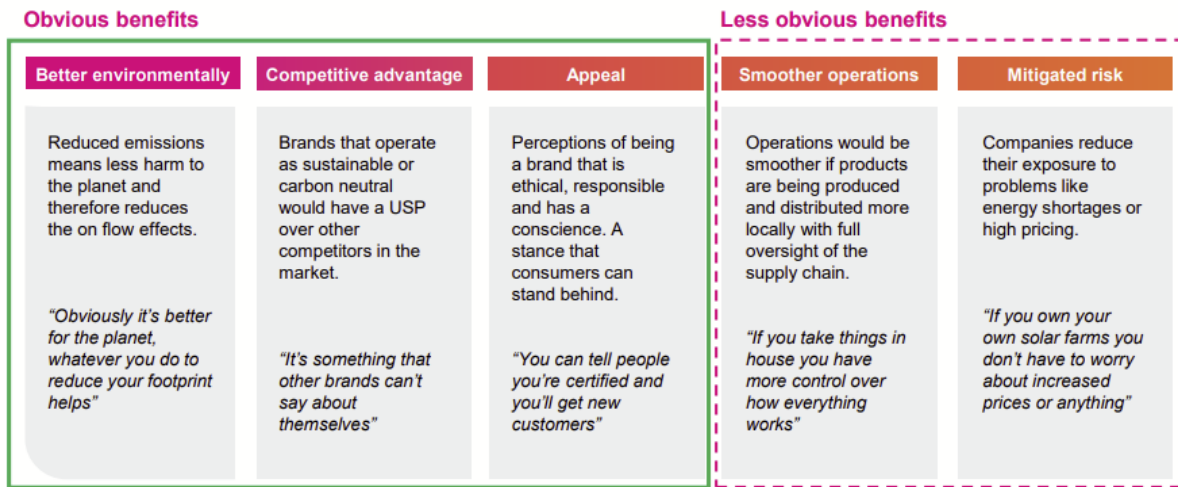 Obvious benefits
Less obvious benefits
Better environmentally
Competitive advantage
Appeal
Smoother operations
Mitigated risk
Reduced emissions
means less harm to
the planet and
therefore reduces
the on flow effects.
“Obviously it’s better
for the planet,
whatever you do to
reduce your footprint
helps”
Brands that operate
as sustainable or
carbon neutral
would have a USP
over other
competitors in the
market.
“It’s something that
other brands can’t
say about
themselves”
Perceptions of being
a brand that is
ethical, responsible
and has a
conscience. A
stance that
consumers can
stand behind.
“You can tell people
you’re certified and
you’ll get new
customers”
Operations would be
smoother if products
are being produced
and distributed more
locally with full
oversight of the
supply chain.
“If you take things in
house you have
more control over
how everything
works”
Companies reduce
their exposure to
problems like
energy shortages or
high pricing.
“If you own your
own solar farms you
don’t have to worry
about increased
prices or anything”